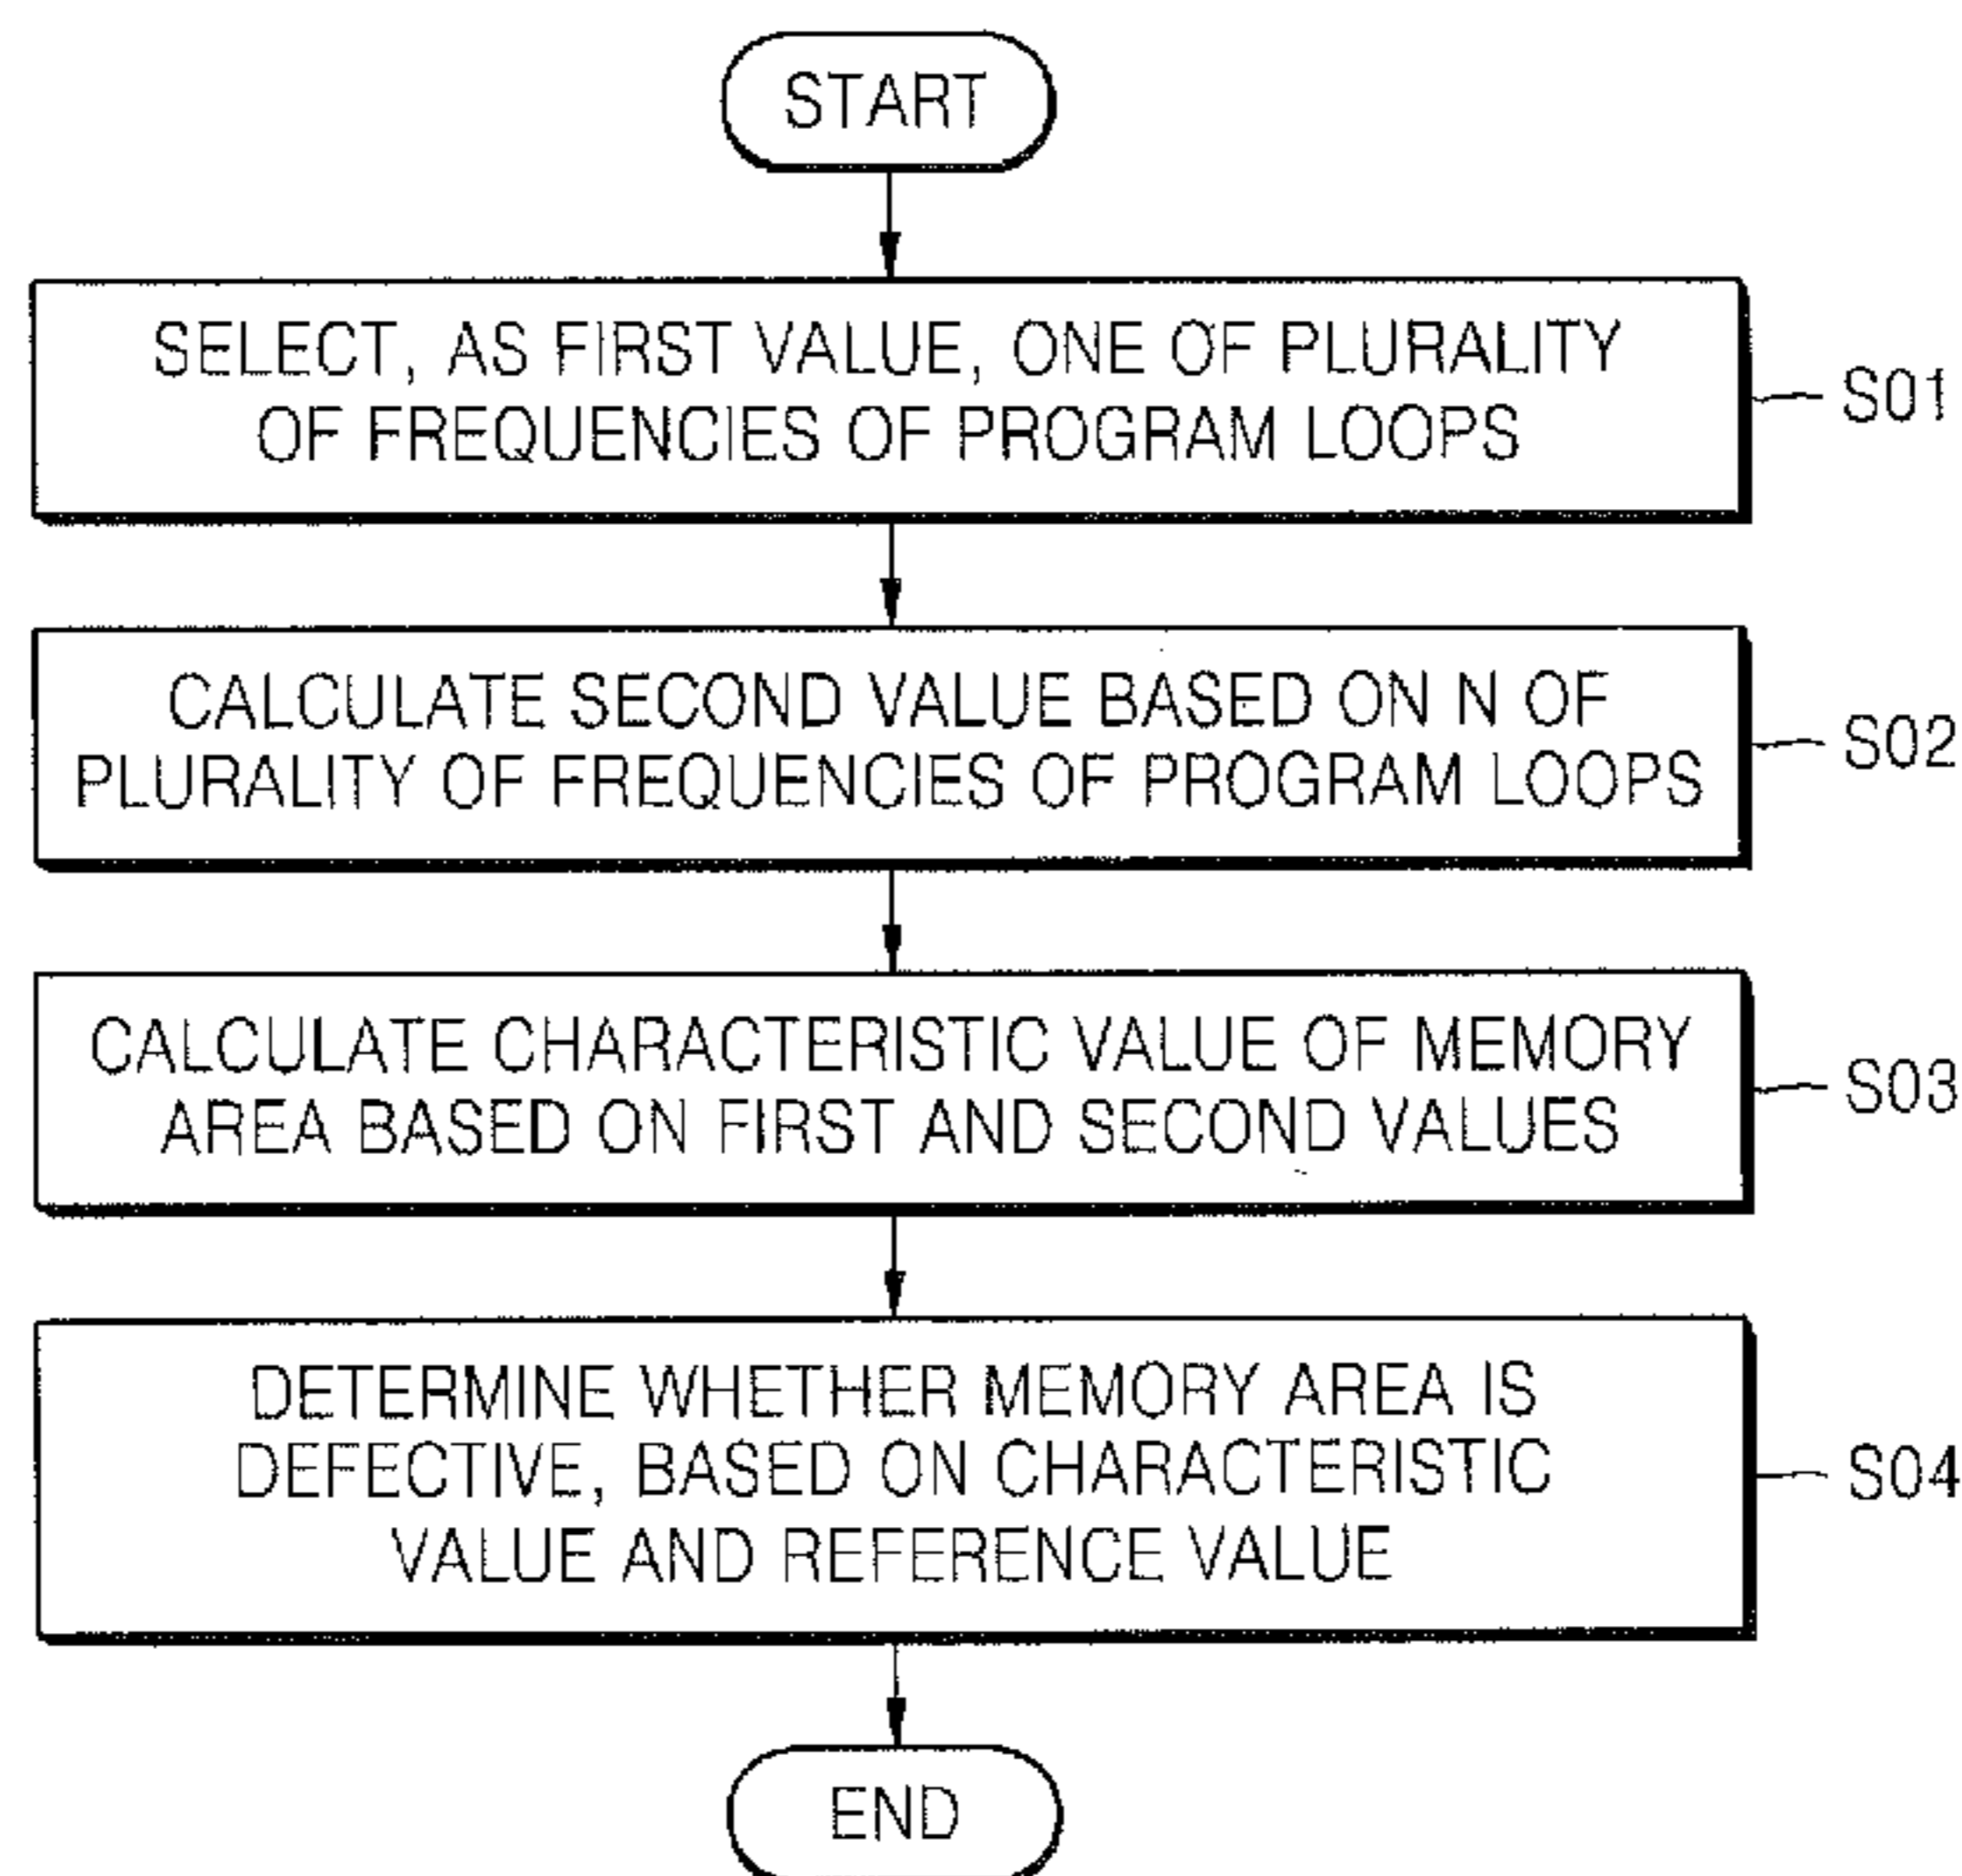 START
SELECT, AS FIRST VALUE, ONE OF PLURALITY
OF FREQUENCIES OF PROGRAM LOOPS
S01
CALCULATE SECOND VALUE BASED ON N OF
PLURALITY OF FREQUENCIES OF PROGRAM LOOPS
S02
CALCULATE CHARACTERISTIC VALUE OF MEMORY
AREA BASED ON FIRST AND SECOND VALUES
S03
DETERMINE WHETHER MEMORY AREA IS
DEFECTIVE, BASED ON CHARACTERISTIC
VALUE AND REFERENCE VALUE
S04
END